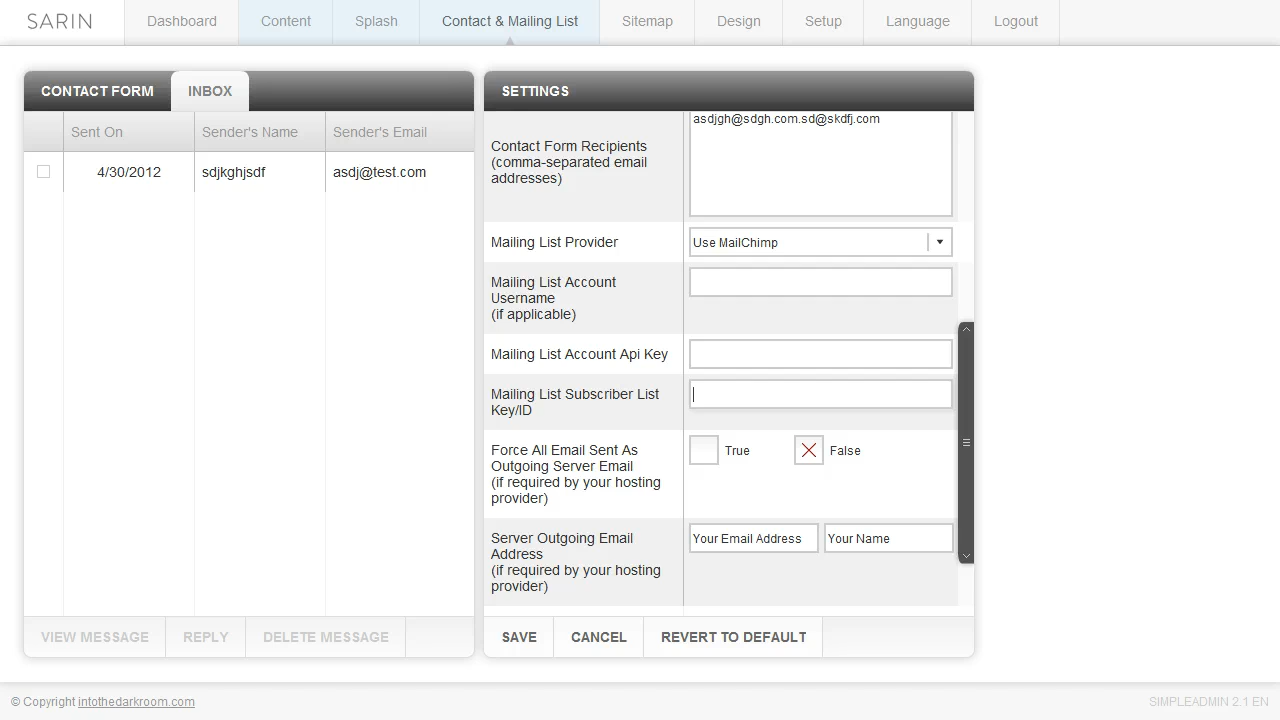 SARIN
Dashboard
Content
Splash
Contact & Mailing List
Sitemap
Design
Setup
Language
Logout
CONTACT FORM
INBOX
Sent On
Sender's Name
Sender's Email
4/30/2012
sdjkghjsdf
asdj@test.com
VIEW MESSAGE
REPLY
DELETE MESSAGE
SETTINGS
Contact Form Recipients
(comma-separated email
addresses)
asdjgh@sdgh.com.sd@skdfj.com
Mailing List Provider
Use MailChimp
Mailing List Account
Username
(if applicable)
Mailing List Account Api Key
Mailing List Subscriber List
Key/ID
Force All Email Sent As
Outgoing Server Email
(if required by your hosting
provider)
True
False
Server Outgoing Email
Address
(if required by your hosting
provider)
Your Email Address
Your Name
SAVE
CANCEL
REVERT TO DEFAULT
© Copyright intothedarkroom.com
SIMPLEADMIN 2.1 EN